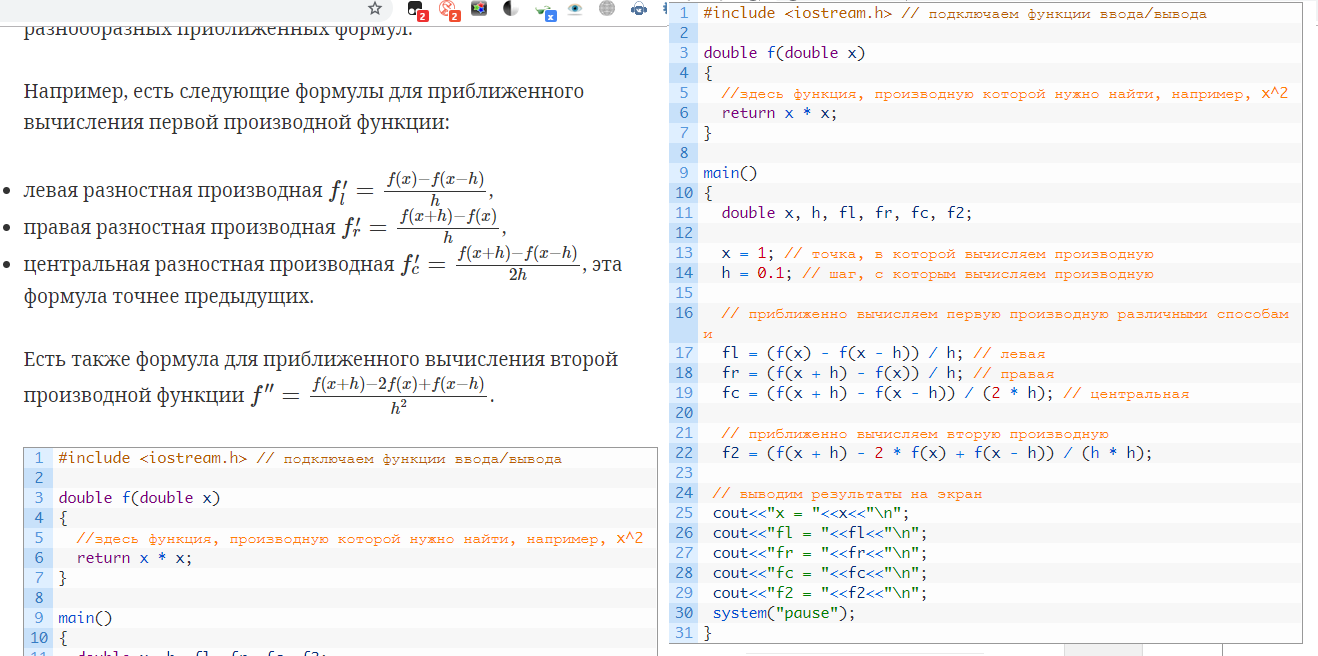 2
2
x
разнообразных приближенных формул.
Например, есть следующие формулы для приближенного
вычисления первой производной функции:
• левая разностная производная f′_l = (f(x)−f(x−h))/h,
• правая разностная производная f′_r = (f(x+h)−f(x))/h,
• центральная разностная производная f′_c = (f(x+h)−f(x−h))/2h, эта
формула точнее предыдущих.
Есть также формула для приближенного вычисления второй
производной функции f″ = (f(x+h)−2f(x)+f(x−h))/h².
1 #include <iostream.h> // подключаем функции ввода/вывода
2
3 double f(double x)
4 {
5 //здесь функция, производную которой нужно найти, например, x^2
6 return x * x;
7 }
8
9 main()
10 {
11 double x, h, fl, fr, fc, f2;
1 #include <iostream.h> // подключаем функции ввода/вывода
2
3 double f(double x)
4 {
5 //здесь функция, производную которой нужно найти, например, x^2
6 return x * x;
7 }
8
9 main()
10 {
11 double x, h, fl, fr, fc, f2;
12
13 x = 1; // точка, в которой вычисляем производную
14 h = 0.1; // шаг, с которым вычисляем производную
15
16 // приближенно вычисляем первую производную различными способам
и
17 fl = (f(x) - f(x - h)) / h; // левая
18 fr = (f(x + h) - f(x)) / h; // правая
19 fc = (f(x + h) - f(x - h)) / (2 * h); // центральная
20
21 // приближенно вычисляем вторую производную
22 f2 = (f(x + h) - 2 * f(x) + f(x - h)) / (h * h);
23
24 // выводим результаты на экран
25 cout<<"x = "<<x<<"\n";
26 cout<<"fl = "<<fl<<"\n";
27 cout<<"fr = "<<fr<<"\n";
28 cout<<"fc = "<<fc<<"\n";
29 cout<<"f2 = "<<f2<<"\n";
30 system("pause");
31 }